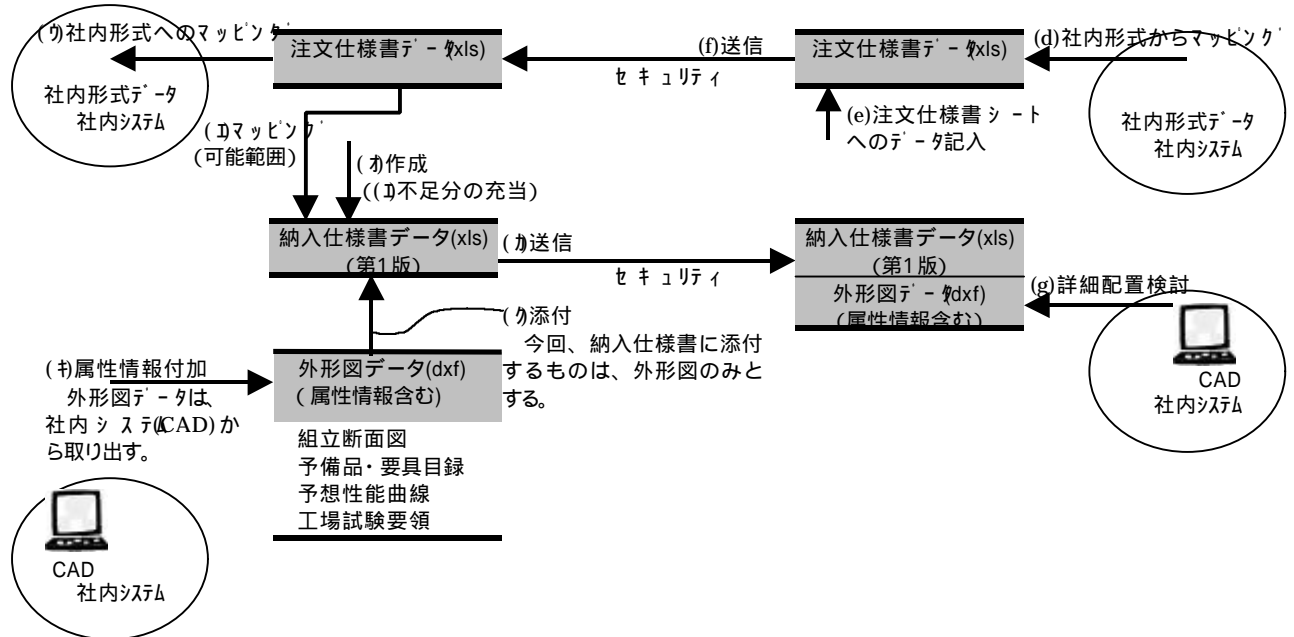 (ｳ)社内形式へのマッピング
注文仕様書ﾃﾞｰﾀ(xls)
(f)送信
セキュリティ
注文仕様書ﾃﾞｰﾀ(xls)
(d)社内形式からマッピング
社内形式ﾃﾞｰﾀ
社内システム
(ｴ)マッピング
(可能範囲)
(e)注文仕様書シート
へのﾃﾞｰﾀ記入
社内形式ﾃﾞｰﾀ
社内ｼｽﾃﾑ
(ｵ)作成
((ｴ)不足分の充当)
納入仕様書データ(xls)
(第1版)
(ｶ)送信
セキュリティ
納入仕様書データ(xls)
(第1版)
外形図ﾃﾞｰﾀ(dxf)
(属性情報含む)
(g)詳細配置検討
(ｸ)添付
今回、納入仕様書に添付
するものは、外形図のみと
する。
(ｷ)属性情報付加
外形図ﾃﾞｰﾀは、
社内システム(CAD)か
ら取り出す。
外形図データ(dxf)
(属性情報含む)
組立断面図
予備品・要具目録
予想性能曲線
工場試験要領
CAD
社内ｼｽﾃﾑ
CAD
社内ｼｽﾃﾑ